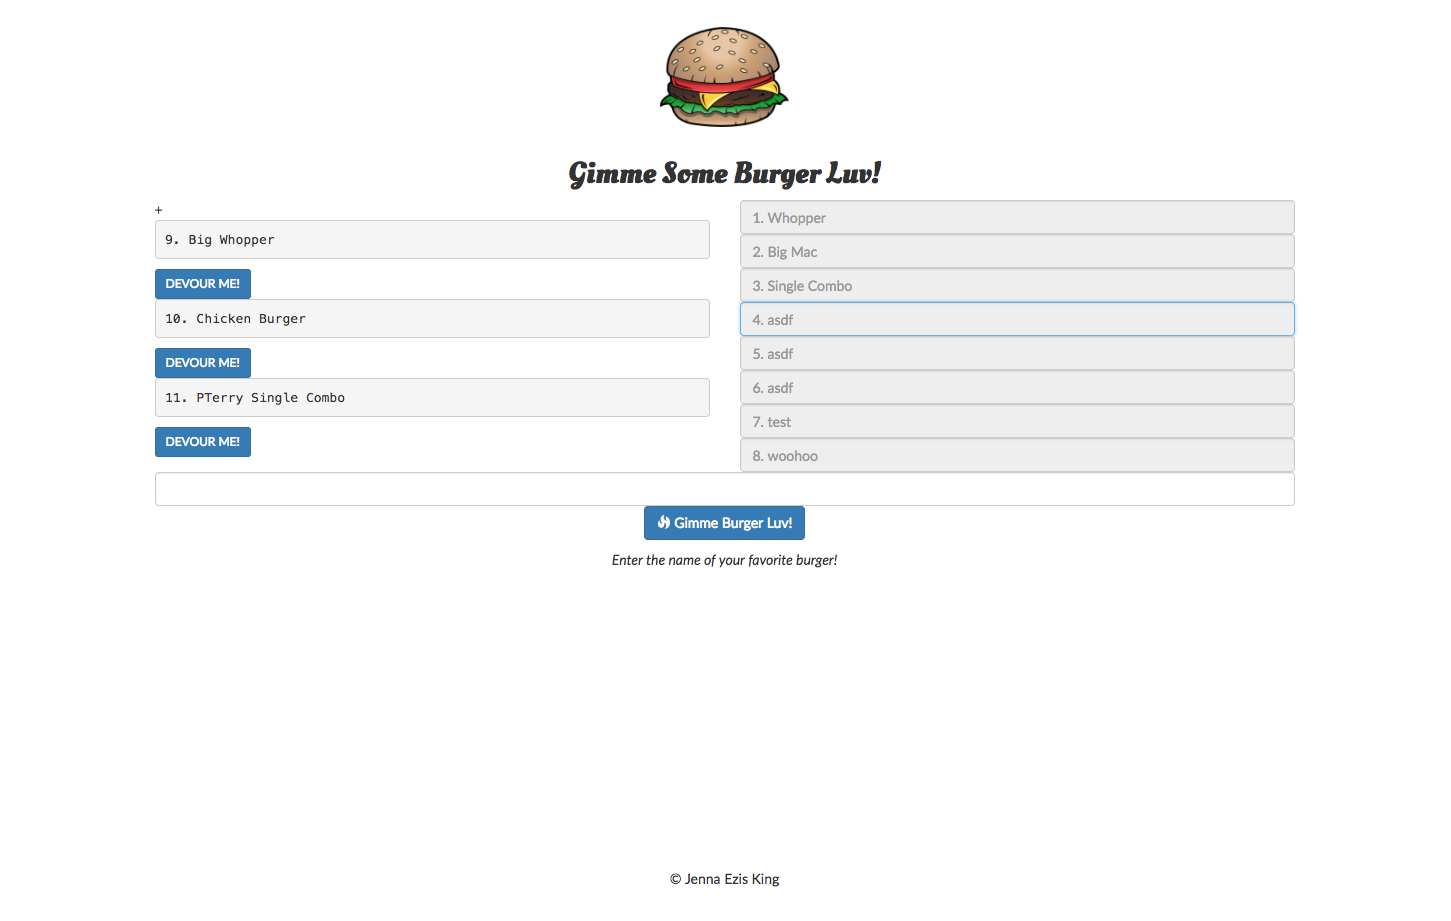 Gimme Some Burger Luv!
+
9. Big Whopper
DEVOUR ME!
10. Chicken Burger
DEVOUR ME!
11. PTerry Single Combo
DEVOUR ME!
1. Whopper
2. Big Mac
3. Single Combo
4. asdf
5. asdf
6. asdf
7. test
8. woohoo
Gimme Burger Luv!
Enter the name of your favorite burger!
© Jenna Ezis King